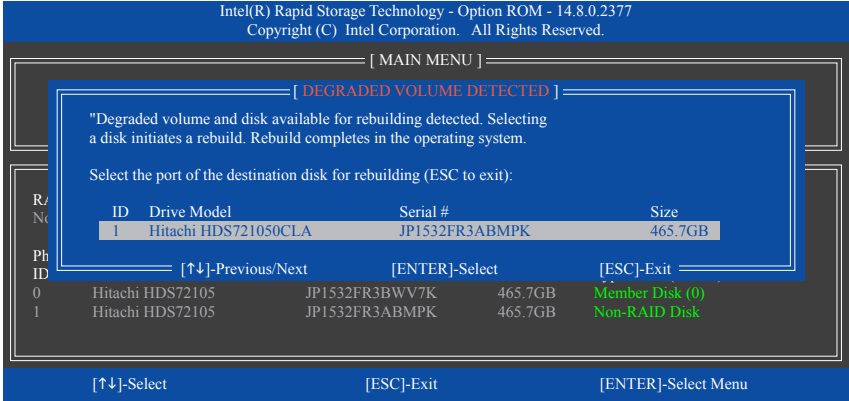 Intel(R) Rapid Storage Technology - Option ROM - 14.8.0.2377
Copyright (C) Intel Corporation. All Rights Reserved.
[ MAIN MENU ]
[ DEGRADED VOLUME DETECTED ]
"Degraded volume and disk available for rebuilding detected. Selecting
a disk initiates a rebuild. Rebuild completes in the operating system.
Select the port of the destination disk for rebuiling (ESC to exit):
ID Drive Model Serial # Size
1 Hitachi HDS721050CLA JP1532FR3ABMPK 465.7GB
[↑↓]-Previous/Next [ENTER]-Select [ESC]-Exit
ID
0 Hitachi HDS72105 JP1532FR3BWV7K 465.7GB Member Disk (0)
1 Hitachi HDS72105 JP1532FR3ABMPK 465.7GB Non-RAID Disk
[↑↓]-Select [ESC]-Exit [ENTER]-Select Menu